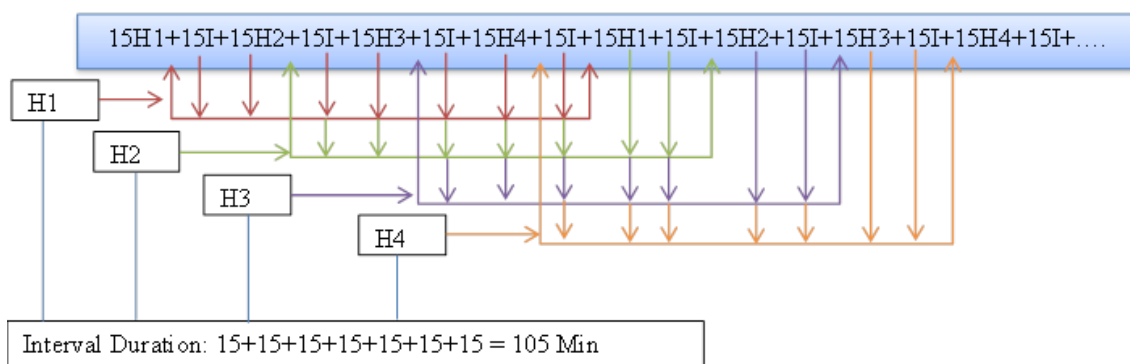 15H1+15I+15H2+15I+15H3+15I+15H4+15I+15H1+15I+15H2+15I+15H3+15I+15H4+15I+....
H1
H2
H3
H4
Interval Duration: 15+15+15+15+15+15+15 = 105 Min